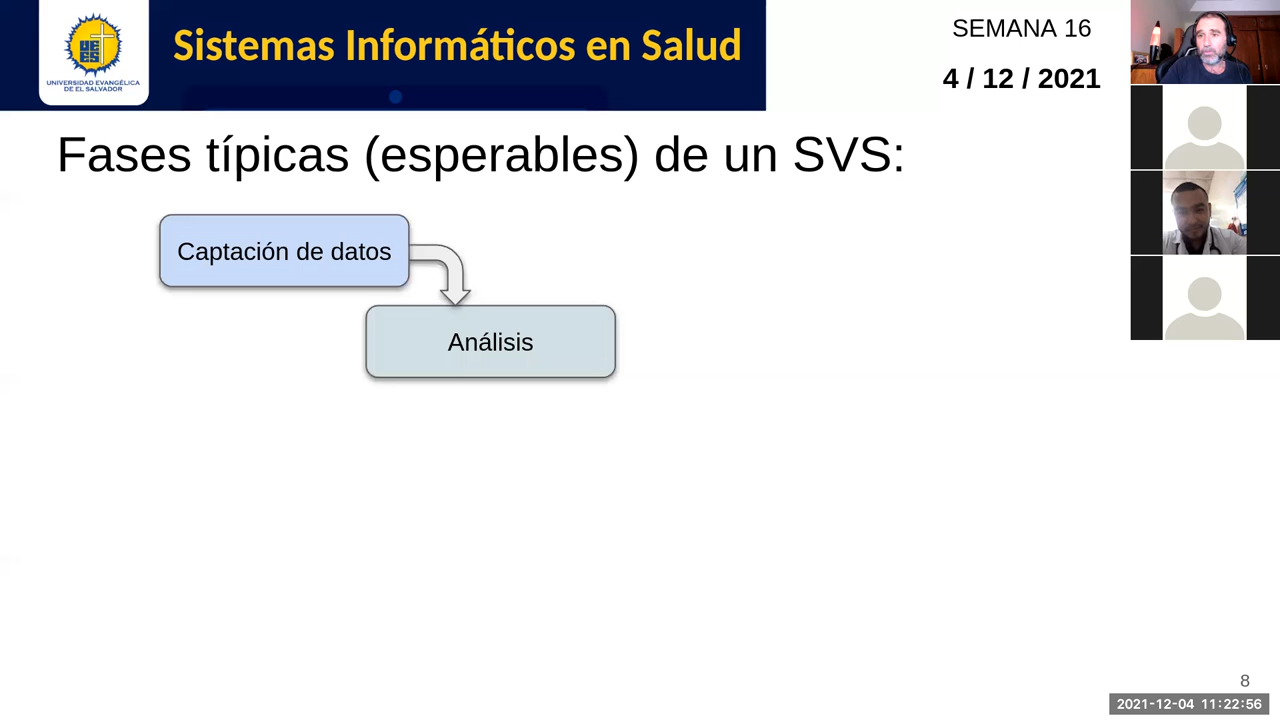 UNIVERSIDAD EVANGÉLICA
DE EL SALVADOR
Sistemas Informáticos en Salud
SEMANA 16
4 / 12 / 2021
Fases típicas (esperables) de un SVS:
Captación de datos
Análisis
8
2021-12-04 11:22:56